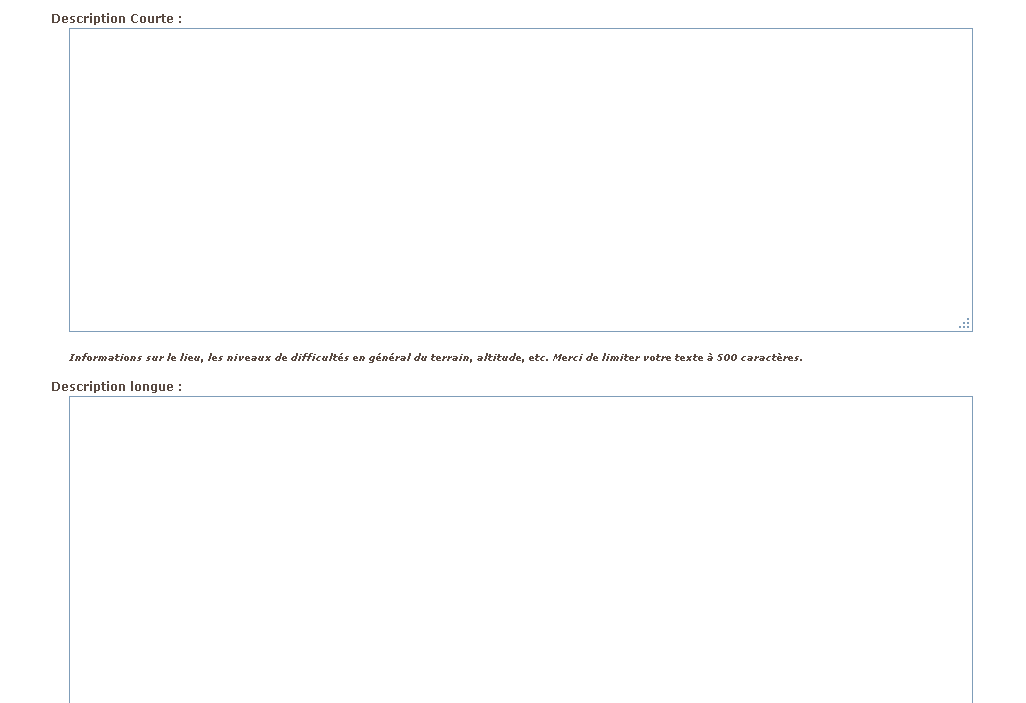 Description Courte :
Informations sur le lieu, les niveaux de difficultés en général du terrain, altitude, etc. Merci de limiter votre texte à 500 caractères.
Description longue :